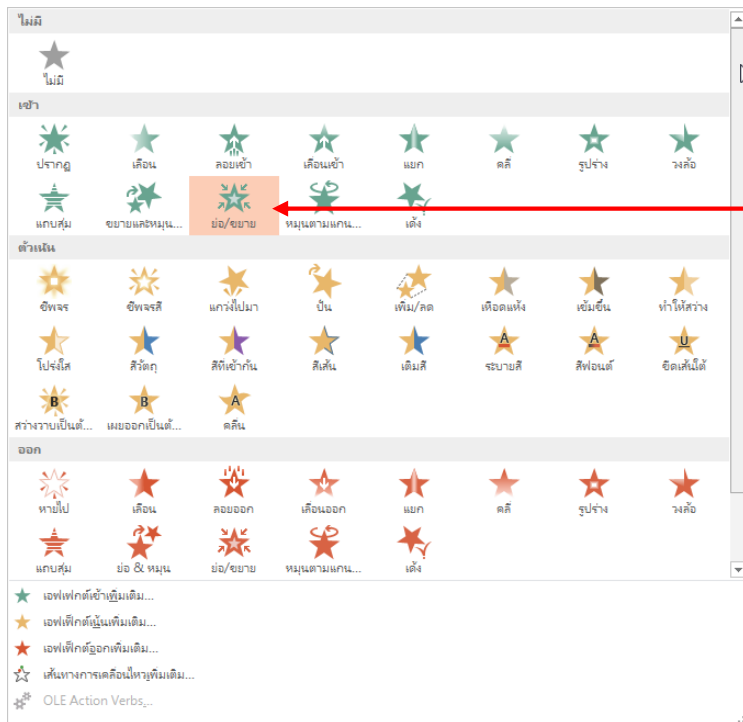 ไม่มี
ไม่มี
เข้า
ปรากฏ เลือน ลอยเข้า เลื่อนเข้า แยก คลี่ รูปร่าง วงล้อ
แถบสุ่ม ขยายและหมุน... ย่อ/ขยาย หมุนตามแกน... เด้ง
ตัวเน้น
ชีพจร ชีพจรสี แกว่งไปมา ปั่น เพิ่ม/ลด เหือดแห้ง เข้มขึ้น ทำให้สว่าง
โปร่งใส สีวัตถุ สีที่เข้ากัน สีเส้น เติมสี ระบายสี สีฟอนต์ ขีดเส้นใต้
สว่างวาบเป็นตั... เผยออกเป็นตั... คลื่น
ออก
หายไป เลือน ลอยออก เลื่อนออก แยก คลี่ รูปร่าง วงล้อ
แถบสุ่ม ย่อ & หมุน ย่อ/ขยาย หมุนตามแกน... เด้ง
เอฟเฟกต์เข้าเพิ่มเติม...
เอฟเฟ็กต์เน้นเพิ่มเติม...
เอฟเฟ็กต์ออกเพิ่มเติม...
เส้นทางการเคลื่อนไหวเพิ่มเติม...
OLE Action Verbs...